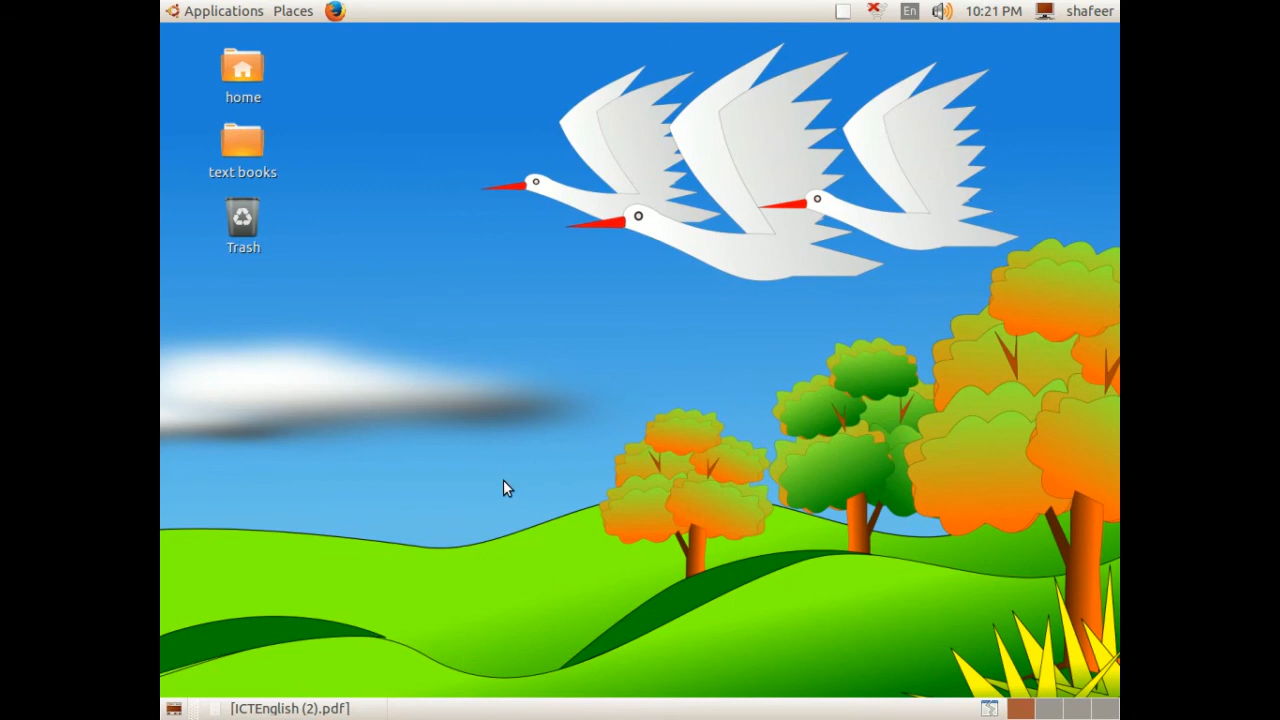 Applications Places En 10:21 PM shafeer
home
text books
Trash
[ICTEnglish (2).pdf]